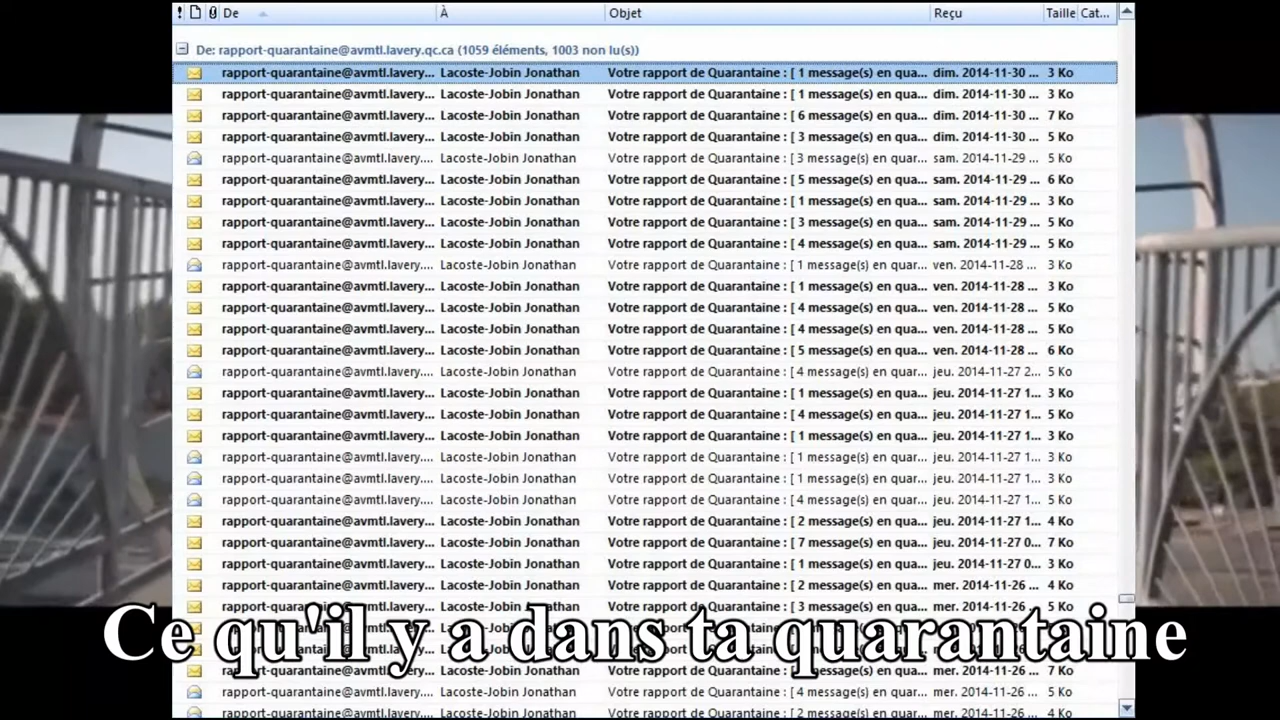 ! De À Objet Reçu Taille Cat...
De: rapport-quarantaine@avmtl.lavery.qc.ca (1059 éléments, 1003 non lu(s))
rapport-quarantaine@avmtl.lavery... Lacoste-Jobin Jonathan Votre rapport de Quarantaine : [ 1 message(s) en qua... dim. 2014-11-30 ... 3 Ko
rapport-quarantaine@avmtl.lavery... Lacoste-Jobin Jonathan Votre rapport de Quarantaine : [ 1 message(s) en qua... dim. 2014-11-30 ... 3 Ko
rapport-quarantaine@avmtl.lavery... Lacoste-Jobin Jonathan Votre rapport de Quarantaine : [ 6 message(s) en qua... dim. 2014-11-30 ... 7 Ko
rapport-quarantaine@avmtl.lavery... Lacoste-Jobin Jonathan Votre rapport de Quarantaine : [ 3 message(s) en qua... dim. 2014-11-30 ... 5 Ko
rapport-quarantaine@avmtl.lavery.... Lacoste-Jobin Jonathan Votre rapport de Quarantaine : [ 3 message(s) en quar... sam. 2014-11-29 ... 5 Ko
rapport-quarantaine@avmtl.lavery... Lacoste-Jobin Jonathan Votre rapport de Quarantaine : [ 5 message(s) en qua... sam. 2014-11-29 ... 6 Ko
rapport-quarantaine@avmtl.lavery... Lacoste-Jobin Jonathan Votre rapport de Quarantaine : [ 1 message(s) en qua... sam. 2014-11-29 ... 3 Ko
rapport-quarantaine@avmtl.lavery... Lacoste-Jobin Jonathan Votre rapport de Quarantaine : [ 3 message(s) en qua... sam. 2014-11-29 ... 5 Ko
rapport-quarantaine@avmtl.lavery... Lacoste-Jobin Jonathan Votre rapport de Quarantaine : [ 4 message(s) en qua... sam. 2014-11-29 ... 5 Ko
rapport-quarantaine@avmtl.lavery.... Lacoste-Jobin Jonathan Votre rapport de Quarantaine : [ 1 message(s) en quar... ven. 2014-11-28 ... 3 Ko
rapport-quarantaine@avmtl.lavery... Lacoste-Jobin Jonathan Votre rapport de Quarantaine : [ 1 message(s) en qua... ven. 2014-11-28 ... 3 Ko
rapport-quarantaine@avmtl.lavery... Lacoste-Jobin Jonathan Votre rapport de Quarantaine : [ 4 message(s) en qua... ven. 2014-11-28 ... 5 Ko
rapport-quarantaine@avmtl.lavery... Lacoste-Jobin Jonathan Votre rapport de Quarantaine : [ 4 message(s) en qua... ven. 2014-11-28 ... 5 Ko
rapport-quarantaine@avmtl.lavery... Lacoste-Jobin Jonathan Votre rapport de Quarantaine : [ 5 message(s) en qua... ven. 2014-11-28 ... 6 Ko
rapport-quarantaine@avmtl.lavery.... Lacoste-Jobin Jonathan Votre rapport de Quarantaine : [ 4 message(s) en quar... jeu. 2014-11-27 2... 5 Ko
rapport-quarantaine@avmtl.lavery... Lacoste-Jobin Jonathan Votre rapport de Quarantaine : [ 1 message(s) en qua... jeu. 2014-11-27 1... 3 Ko
rapport-quarantaine@avmtl.lavery... Lacoste-Jobin Jonathan Votre rapport de Quarantaine : [ 4 message(s) en qua... jeu. 2014-11-27 1... 5 Ko
rapport-quarantaine@avmtl.lavery... Lacoste-Jobin Jonathan Votre rapport de Quarantaine : [ 1 message(s) en qua... jeu. 2014-11-27 1... 3 Ko
rapport-quarantaine@avmtl.lavery.... Lacoste-Jobin Jonathan Votre rapport de Quarantaine : [ 1 message(s) en quar... jeu. 2014-11-27 1... 3 Ko
rapport-quarantaine@avmtl.lavery.... Lacoste-Jobin Jonathan Votre rapport de Quarantaine : [ 1 message(s) en quar... jeu. 2014-11-27 1... 3 Ko
rapport-quarantaine@avmtl.lavery.... Lacoste-Jobin Jonathan Votre rapport de Quarantaine : [ 4 message(s) en quar... jeu. 2014-11-27 1... 5 Ko
rapport-quarantaine@avmtl.lavery... Lacoste-Jobin Jonathan Votre rapport de Quarantaine : [ 2 message(s) en qua... jeu. 2014-11-27 1... 4 Ko
rapport-quarantaine@avmtl.lavery... Lacoste-Jobin Jonathan Votre rapport de Quarantaine : [ 7 message(s) en qua... jeu. 2014-11-27 0... 7 Ko
rapport-quarantaine@avmtl.lavery... Lacoste-Jobin Jonathan Votre rapport de Quarantaine : [ 1 message(s) en qua... jeu. 2014-11-27 0... 3 Ko
rapport-quarantaine@avmtl.lavery... Lacoste-Jobin Jonathan Votre rapport de Quarantaine : [ 2 message(s) en qua... mer. 2014-11-26 ... 4 Ko
rapport-quarantaine@avmtl.lavery... Lacoste-Jobin Jonathan Votre rapport de Quarantaine : [ 3 message(s) en qua... mer. 2014-11-26 ... 5 Ko
Ce qu'il y a dans ta quarantaine
mer. 2014-11-26 ... 7 Ko
rapport-quarantaine@avmtl.lavery.... Lacoste-Jobin Jonathan Votre rapport de Quarantaine : [ 4 message(s) en quar... mer. 2014-11-26 ... 5 Ko
rapport-quarantaine@avmtl.lavery.... Lacoste-Jobin Jonathan Votre rapport de Quarantaine : [ 2 message(s) en quar... mer. 2014-11-26 ... 4 Ko